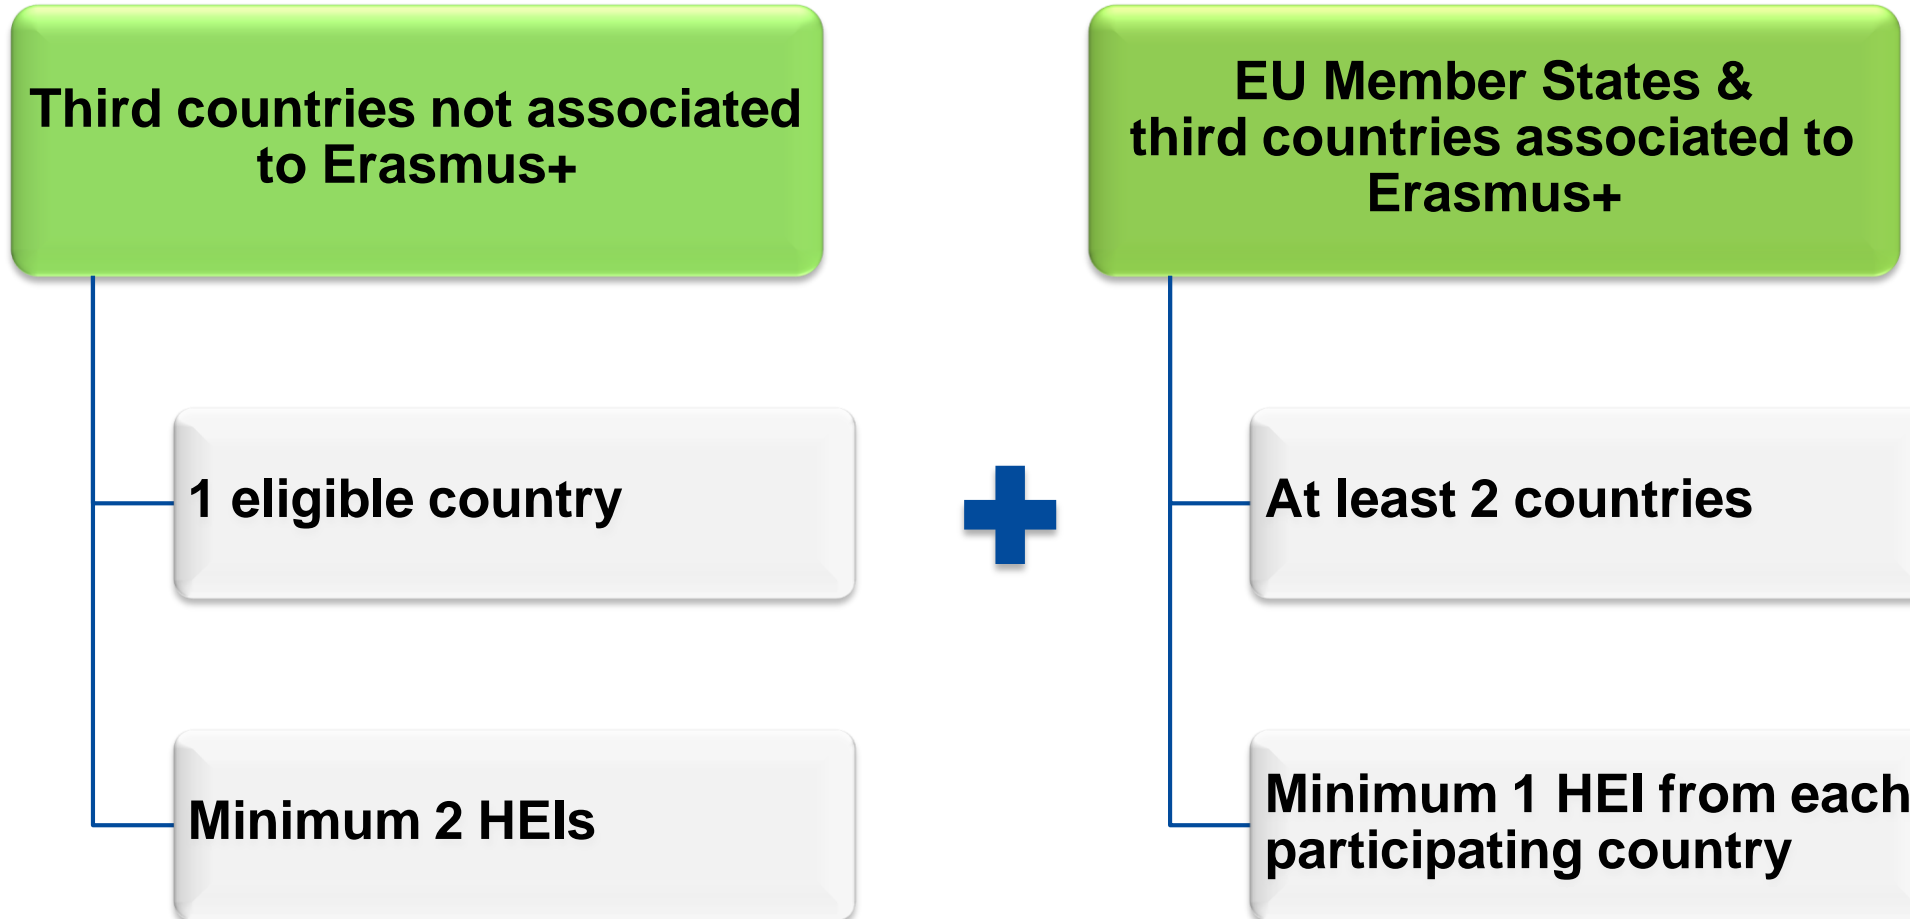 Third countries not associated
to Erasmus+
1 eligible country
Minimum 2 HEIs
EU Member States &
third countries associated to
Erasmus+
At least 2 countries
Minimum 1 HEI from each
participating country